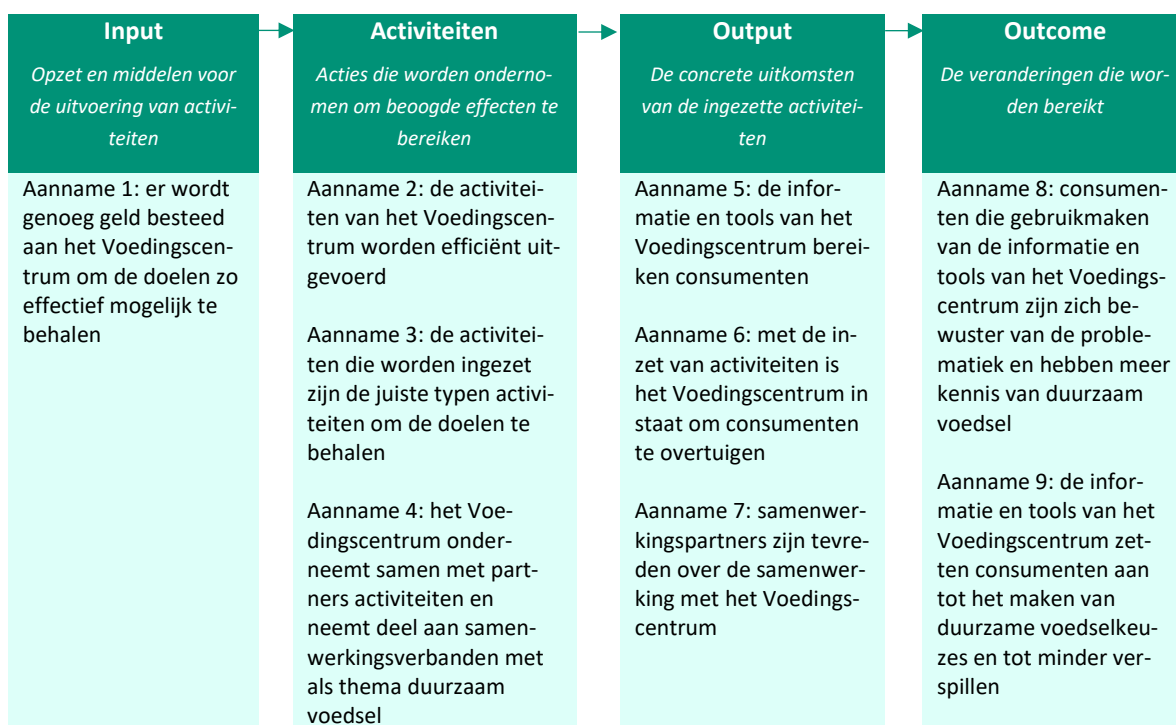 Input
Opzet en middelen voor
de uitvoering van activi-
teiten
Aanname 1: er wordt
genoeg geld besteed
aan het Voedingscen-
trum om de doelen zo
effectief mogelijk te
behalen
Activiteiten
Acties die worden onderno-
men om beoogde effecten te
bereiken
Aanname 2: de activitei-
ten van het Voedingscen-
trum worden efficiënt uit-
gevoerd
Aanname 3: de activitei-
ten die worden ingezet
zijn de juiste typen activi-
teiten om de doelen te
behalen
Aanname 4: het Voe-
dingscentrum onder-
neemt samen met part-
ners activiteiten en
neemt deel aan samen-
werkingsverbanden met
als thema duurzaam
voedsel
Output
De concrete uitkomsten
van de ingezette activitei-
ten
Aanname 5: de infor-
matie en tools van het
Voedingscentrum berei-
ken consumenten
Aanname 6: met de in-
zet van activiteiten is
het Voedingscentrum in
staat om consumenten
te overtuigen
Aanname 7: samenwer-
kingspartners zijn tevre-
den over de samenwer-
king met het Voedings-
centrum
Outcome
De veranderingen die wor-
den bereikt
Aanname 8: consumen-
ten die gebruikmaken
van de informatie en
tools van het Voedings-
centrum zijn zich be-
wuster van de proble-
matiek en hebben meer
kennis van duurzaam
voedsel
Aanname 9: de infor-
matie en tools van het
Voedingscentrum zet-
ten consumenten aan
tot het maken van
duurzame voedselkeu-
zes en tot minder ver-
spillen